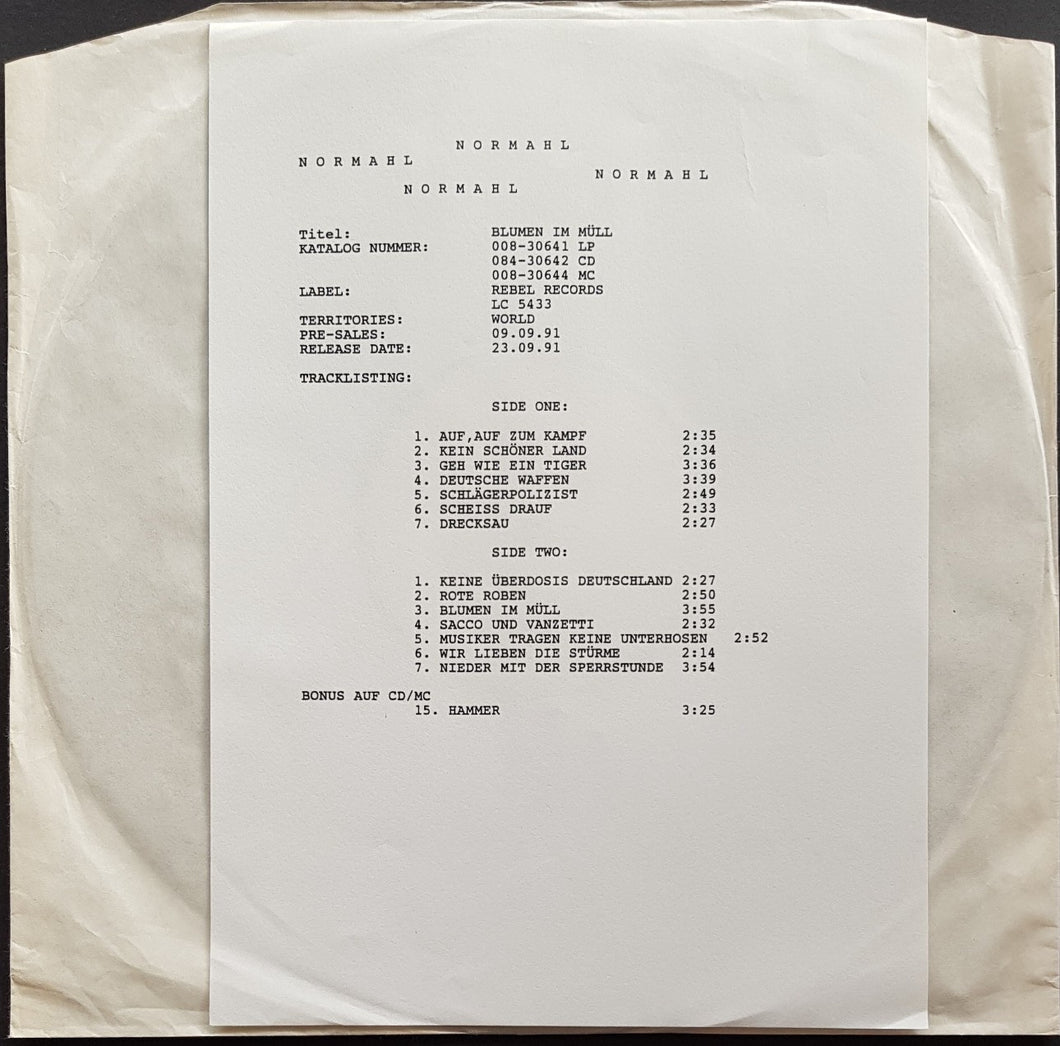 N O R M A H L
N O R M A H L
N O R M A H L
N O R M A H L
Titel: BLUMEN IM MÜLL
KATALOG NUMMER: 008-30641 LP
084-30642 CD
008-30644 MC
LABEL: REBEL RECORDS
LC 5433
TERRITORIES: WORLD
PRE-SALES: 09.09.91
RELEASE DATE: 23.09.91
TRACKLISTING:
SIDE ONE:
1. AUF,AUF ZUM KAMPF 2:35
2. KEIN SCHÖNER LAND 2:34
3. GEH WIE EIN TIGER 3:36
4. DEUTSCHE WAFFEN 3:39
5. SCHLÄGERPOLIZIST 2:49
6. SCHEISS DRAUF 2:33
7. DRECKSAU 2:27
SIDE TWO:
1. KEINE ÜBERDOSIS DEUTSCHLAND 2:27
2. ROTE ROBEN 2:50
3. BLUMEN IM MÜLL 3:55
4. SACCO UND VANZETTI 2:32
5. MUSIKER TRAGEN KEINE UNTERHOSEN 2:52
6. WIR LIEBEN DIE STÜRME 2:14
7. NIEDER MIT DER SPERRSTUNDE 3:54
BONUS AUF CD/MC
15. HAMMER 3:25